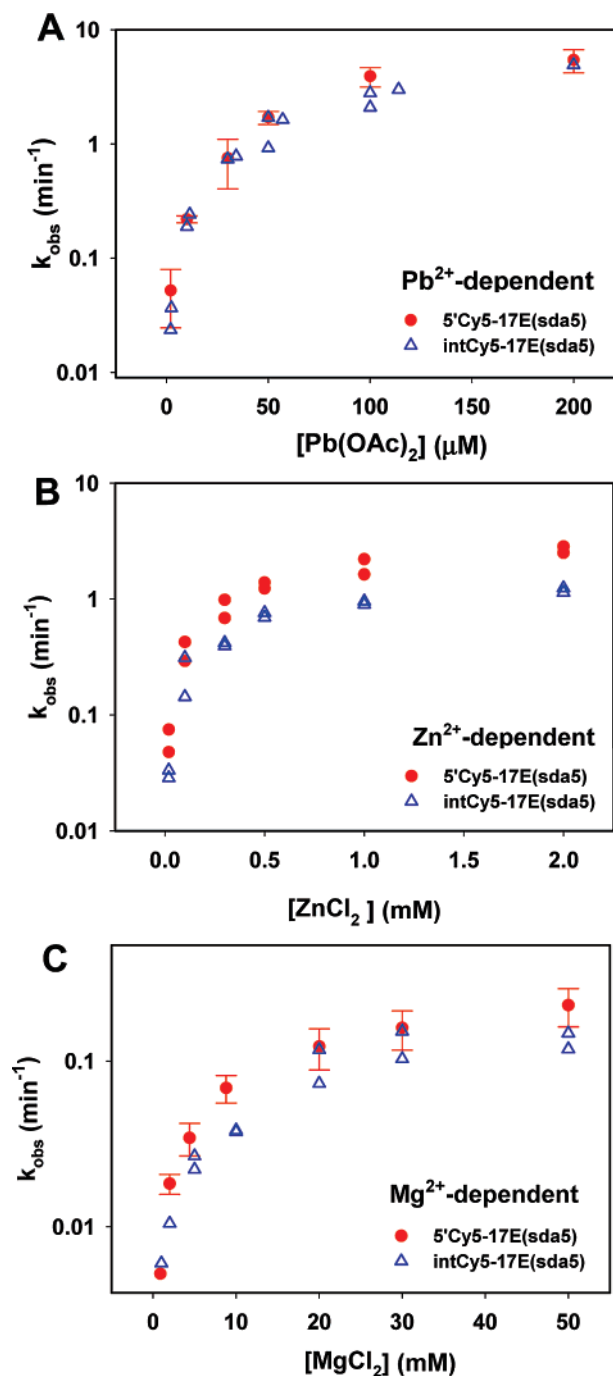 A
10
1
0.1
0.01
k_obs (min⁻¹)
Pb²⁺-dependent
5'Cy5-17E(sda5)
intCy5-17E(sda5)
0 50 100 150 200
[Pb(OAc)₂] (μM)
B
10
1
0.1
0.01
k_obs (min⁻¹)
Zn²⁺-dependent
5'Cy5-17E(sda5)
intCy5-17E(sda5)
0.0 0.5 1.0 1.5 2.0
[ZnCl₂] (mM)
C
0.1
0.01
k_obs (min⁻¹)
Mg²⁺-dependent
5'Cy5-17E(sda5)
intCy5-17E(sda5)
0 10 20 30 40 50
[MgCl₂] (mM)